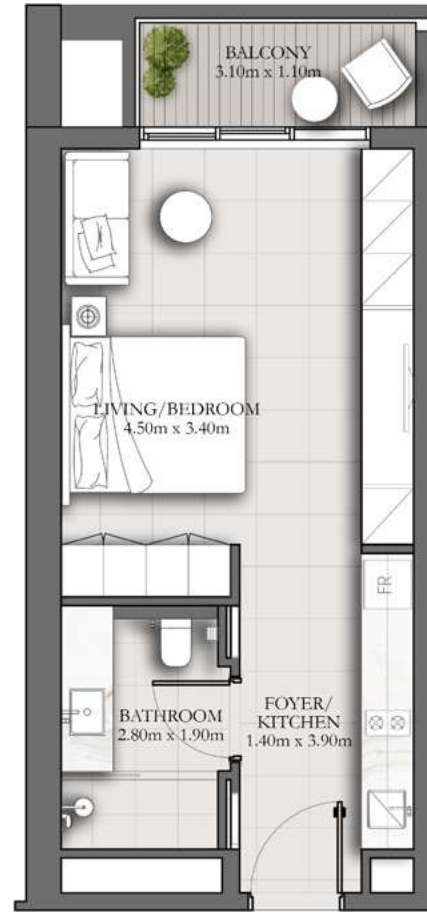 BALCONY
3.10m x 1.10m
LIVING/BEDROOM
4.50m x 3.40m
FR
FOYER/
KITCHEN
1.40m x 3.90m
BATHROOM
2.80m x 1.90m